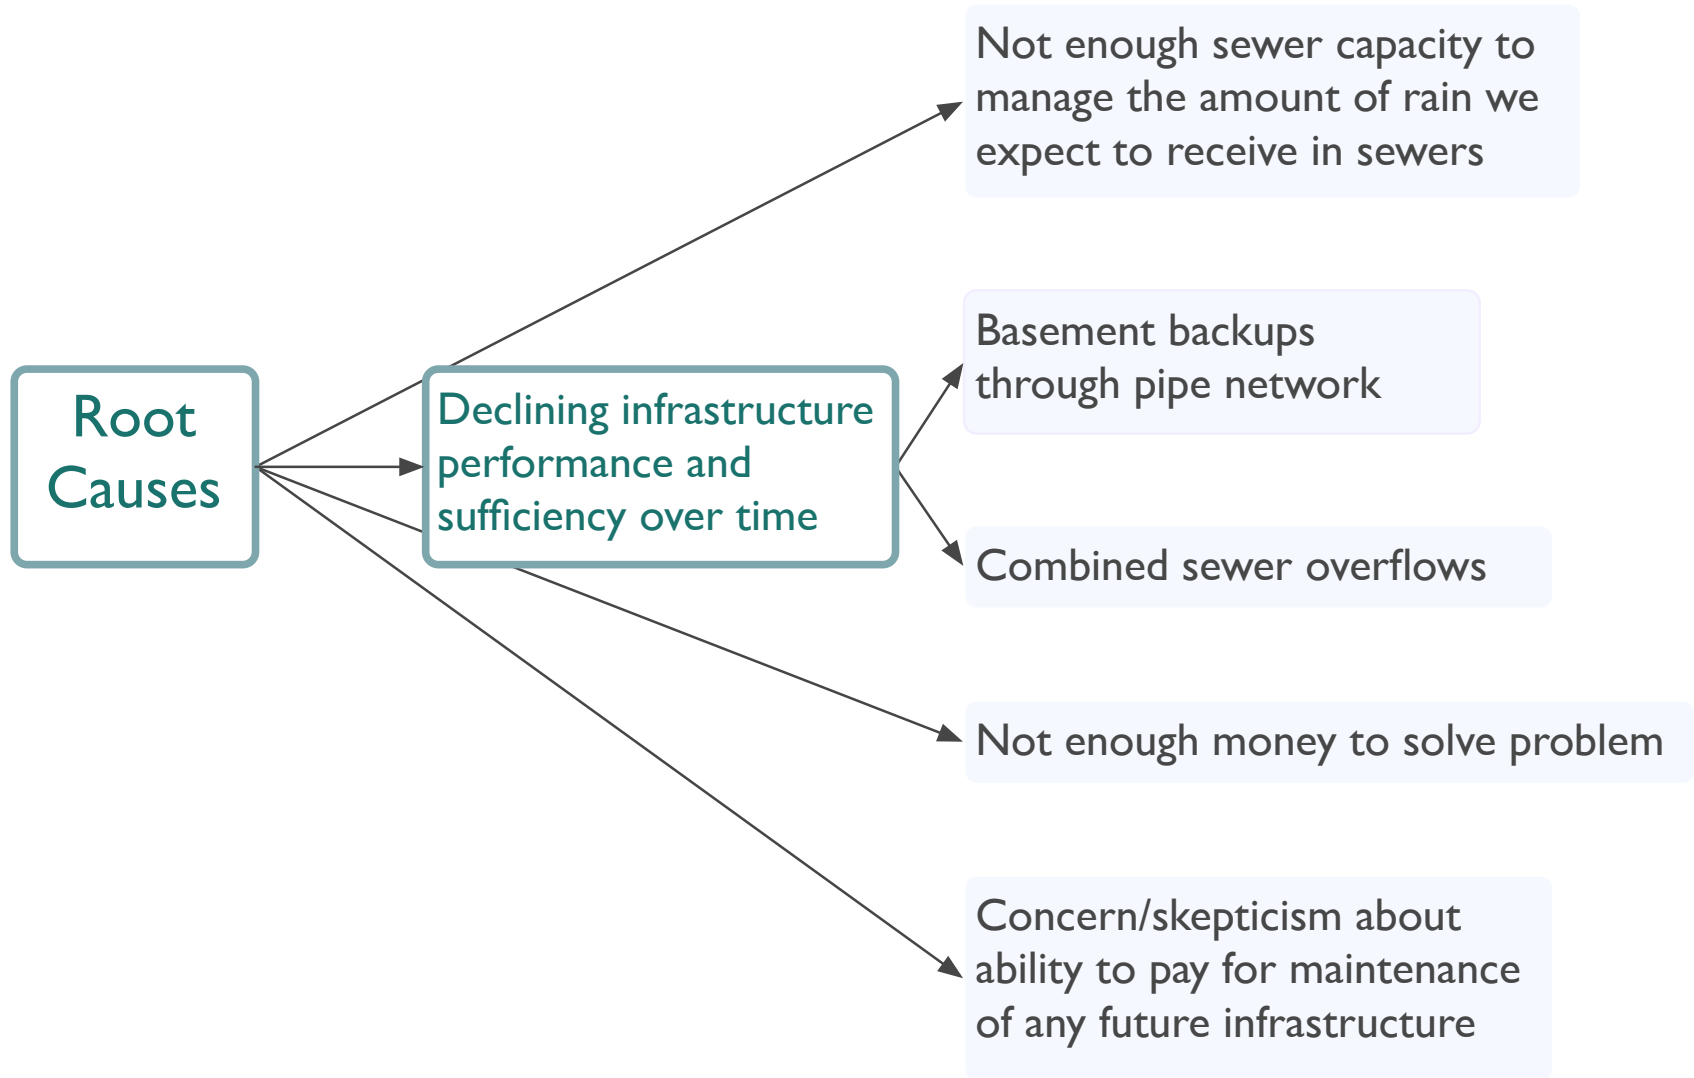 Root
Causes
Declining infrastructure
performance and
sufficiency over time
Not enough sewer capacity to
manage the amount of rain we
expect to receive in sewers
Basement backups
through pipe network
Combined sewer overflows
Not enough money to solve problem
Concern/skepticism about
ability to pay for maintenance
of any future infrastructure